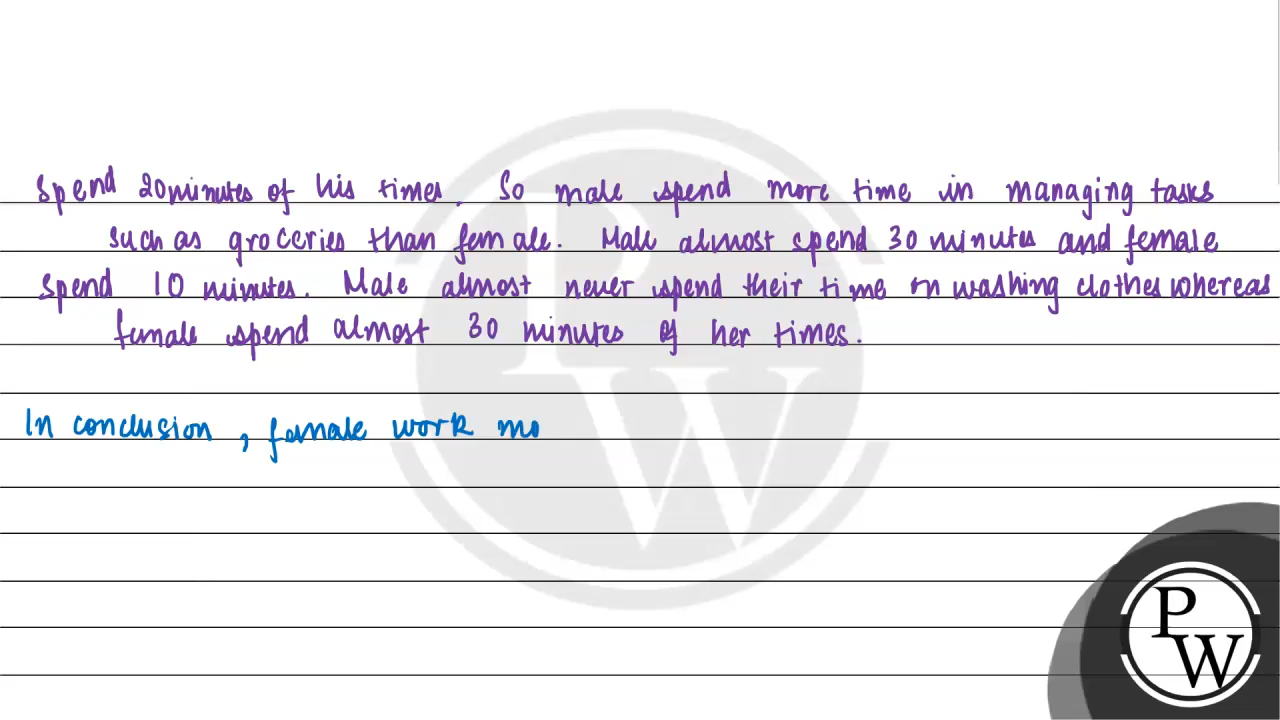 spend 20 minutes of his times. So male spend more time in managing tasks
such as groceries than female. Male almost spend 30 minutes and female
spend 10 minutes. Male almost never spend their time on washing clothes whereas
female spend almost 30 minutes of her times.
In conclusion, female work mo
P
W
P
W